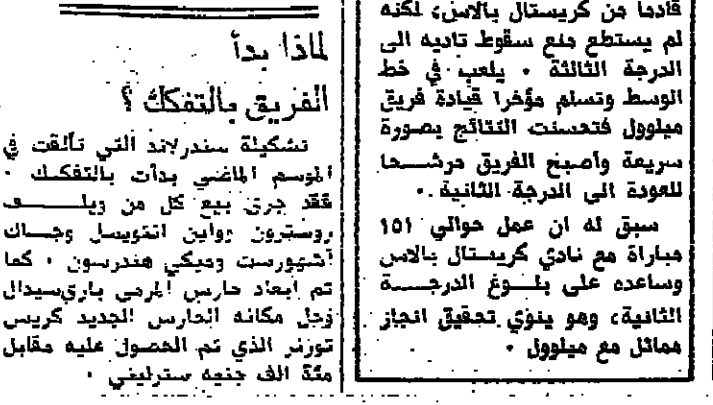 قادما من كريستال بالاس، لكنه
لم يستطع منع سقوط ناديه الى
الدرجة الثالثة . يلعب في خط
الوسط وتسلم مؤخرا قيادة فريق
ميلوول فتحسنت النتائج بصورة
سريعة وأصبح الفريق مرشحا
للعودة الى الدرجة الثانية .
سبق له ان عمل حوالي ١٥١
مباراة مع نادي كريستال بالاس
وساعده على بلوغ الدرجة
الثانية، وهو ينوي تحقيق انجاز
مماثل مع ميلوول .
لماذا بدأ
الفريق بالتفكك ؟
تشكيلة سندرلاند التي تألقت في
الموسم الماضي بدأت بالتفكك .
فقد جرى بيع كل من ويلف
روسترون رواين انتويسل وجاك
آشهورست وميكي هندرسون . كما
تم ابعاد حارس المرمى باري سيدال
وحل مكانه الحارس الجديد كريس
تورنر الذي تم الحصول عليه مقابل
مئة الف جنيه سترليني .